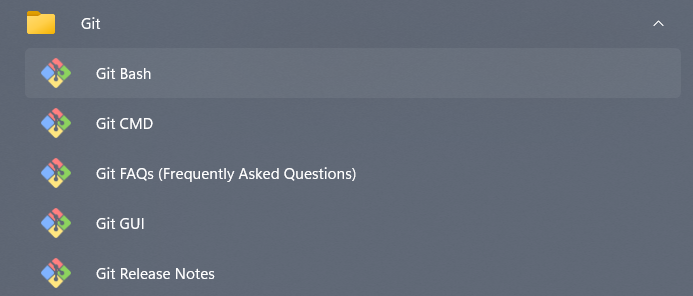 Git
Git Bash
Git CMD
Git FAQs (Frequently Asked Questions)
Git GUI
Git Release Notes